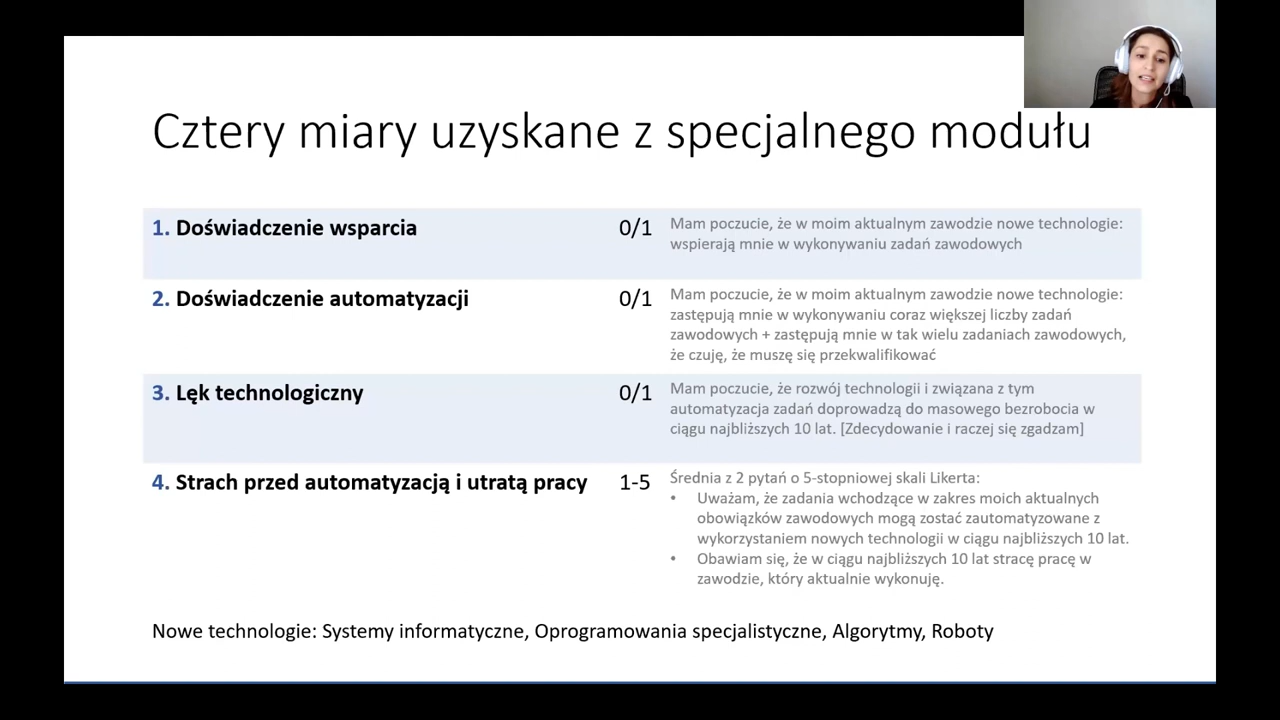 Cztery miary uzyskane z specjalnego modułu
1. Doświadczenie wsparcia 0/1 Mam poczucie, że w moim aktualnym zawodzie nowe technologie:
wspierają mnie w wykonywaniu zadań zawodowych
2. Doświadczenie automatyzacji 0/1 Mam poczucie, że w moim aktualnym zawodzie nowe technologie:
zastępują mnie w wykonywaniu coraz większej liczby zadań
zawodowych + zastępują mnie w tak wielu zadaniach zawodowych,
że czuję, że muszę się przekwalifikować
3. Lęk technologiczny 0/1 Mam poczucie, że rozwój technologii i związana z tym
automatyzacja zadań doprowadzą do masowego bezrobocia w
ciągu najbliższych 10 lat. [Zdecydowanie i raczej się zgadzam]
4. Strach przed automatyzacją i utratą pracy 1-5 Średnia z 2 pytań o 5-stopniowej skali Likerta:
• Uważam, że zadania wchodzące w zakres moich aktualnych
obowiązków zawodowych mogą zostać zautomatyzowane z
wykorzystaniem nowych technologii w ciągu najbliższych 10 lat.
• Obawiam się, że w ciągu najbliższych 10 lat stracę pracę w
zawodzie, który aktualnie wykonuję.
Nowe technologie: Systemy informatyczne, Oprogramowania specjalistyczne, Algorytmy, Roboty